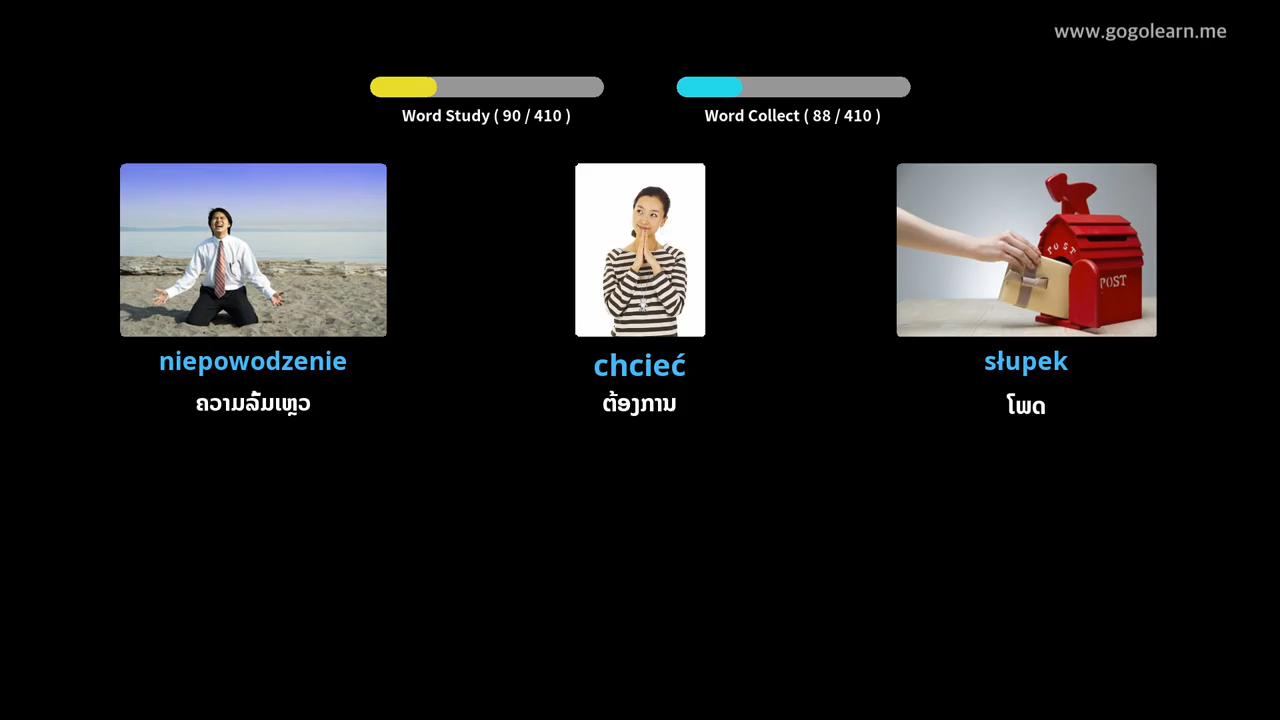 www.gogolearn.me
Word Study ( 90 / 410 )
Word Collect ( 88 / 410 )
POST
POST
niepowodzenie
chcieć
słupek
ຄວາມລົ້ມເຫຼວ
ຕ້ອງການ
ໂພດ